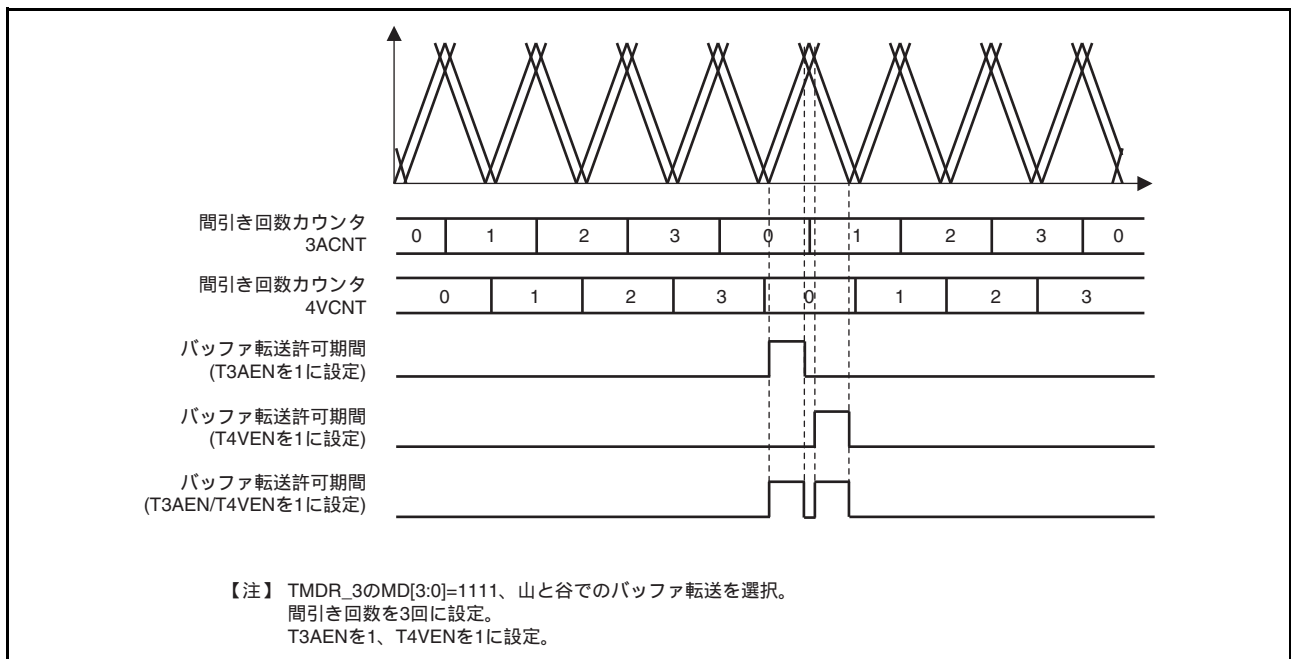 間引き回数カウンタ
3ACNT
0 1 2 3 0 1 2 3 0
間引き回数カウンタ
4VCNT
0 1 2 3 0 1 2 3
バッファ転送許可期間
(T3AENを1に設定)
バッファ転送許可期間
(T4VENを1に設定)
バッファ転送許可期間
(T3AEN/T4VENを1に設定)
【注】 TMDR_3のMD[3:0]=1111、山と谷でのバッファ転送を選択。
間引き回数を3回に設定。
T3AENを1、T4VENを1に設定。